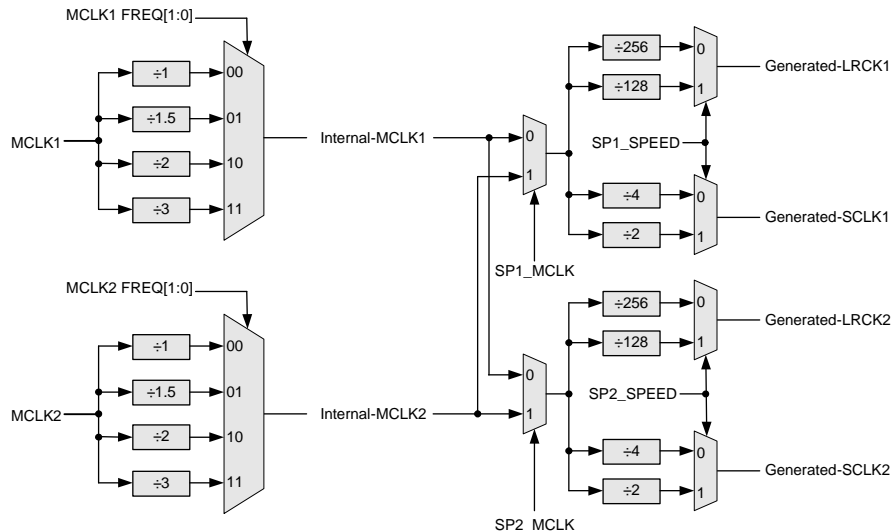 MCLK1 FREQ[1:0]
MCLK1
÷1
÷1.5
÷2
÷3
00
01
10
11
Internal-MCLK1
0
1
SP1_MCLK
÷256
÷128
0
1
Generated-LRCK1
SP1_SPEED
÷4
÷2
0
1
Generated-SCLK1
MCLK2 FREQ[1:0]
MCLK2
÷1
÷1.5
÷2
÷3
00
01
10
11
Internal-MCLK2
0
1
SP2_MCLK
÷256
÷128
0
1
Generated-LRCK2
SP2_SPEED
÷4
÷2
0
1
Generated-SCLK2